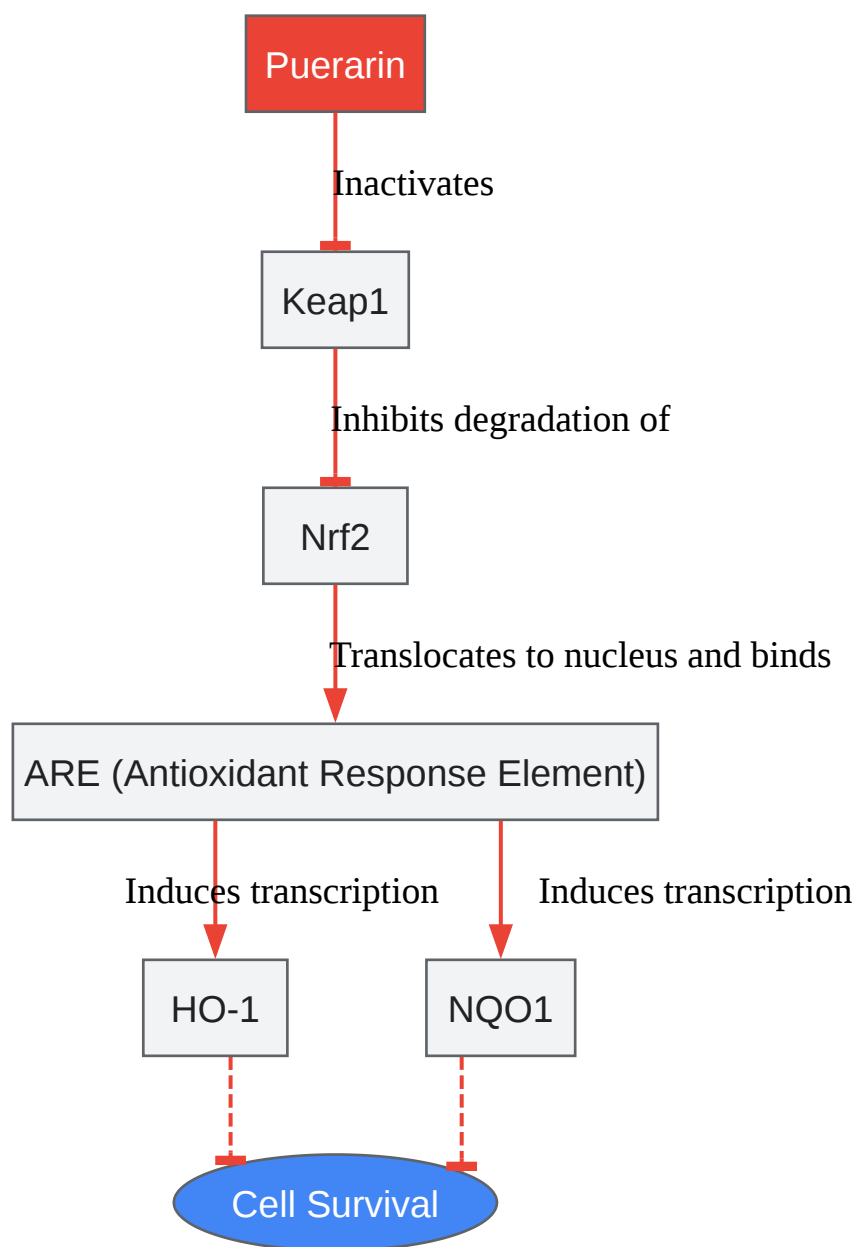 Puerarin
Inactivates
Keap1
Inhibits degradation of
Nrf2
Translocates to nucleus and binds
ARE (Antioxidant Response Element)
Induces transcription
Induces transcription
HO-1
NQO1
Cell Survival